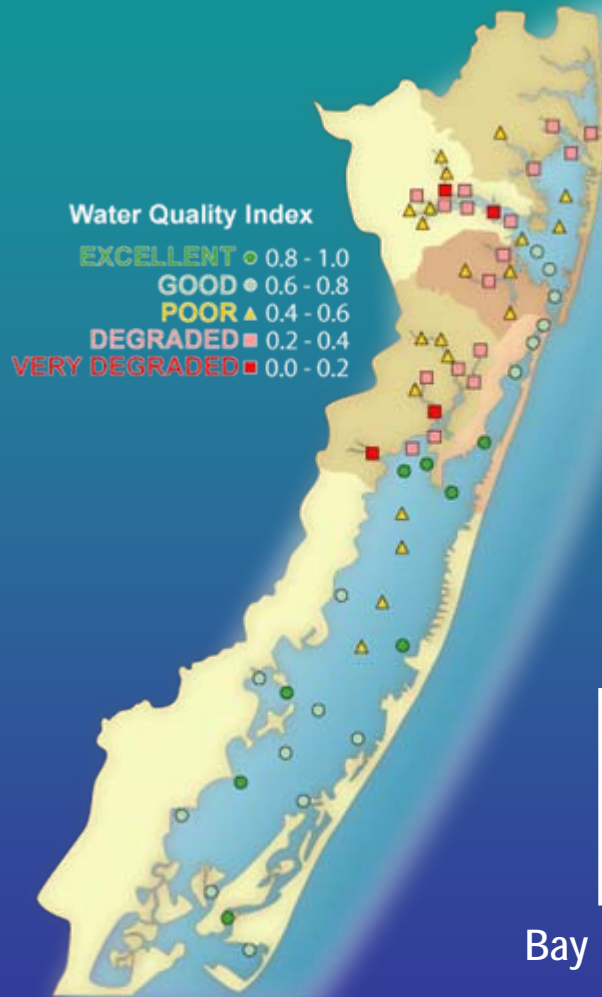 Water Quality Index
EXCELLENT 0.8 - 1.0
GOOD 0.6 - 0.8
POOR 0.4 - 0.6
DEGRADED 0.2 - 0.4
VERY DEGRADED 0.0 - 0.2
Bay